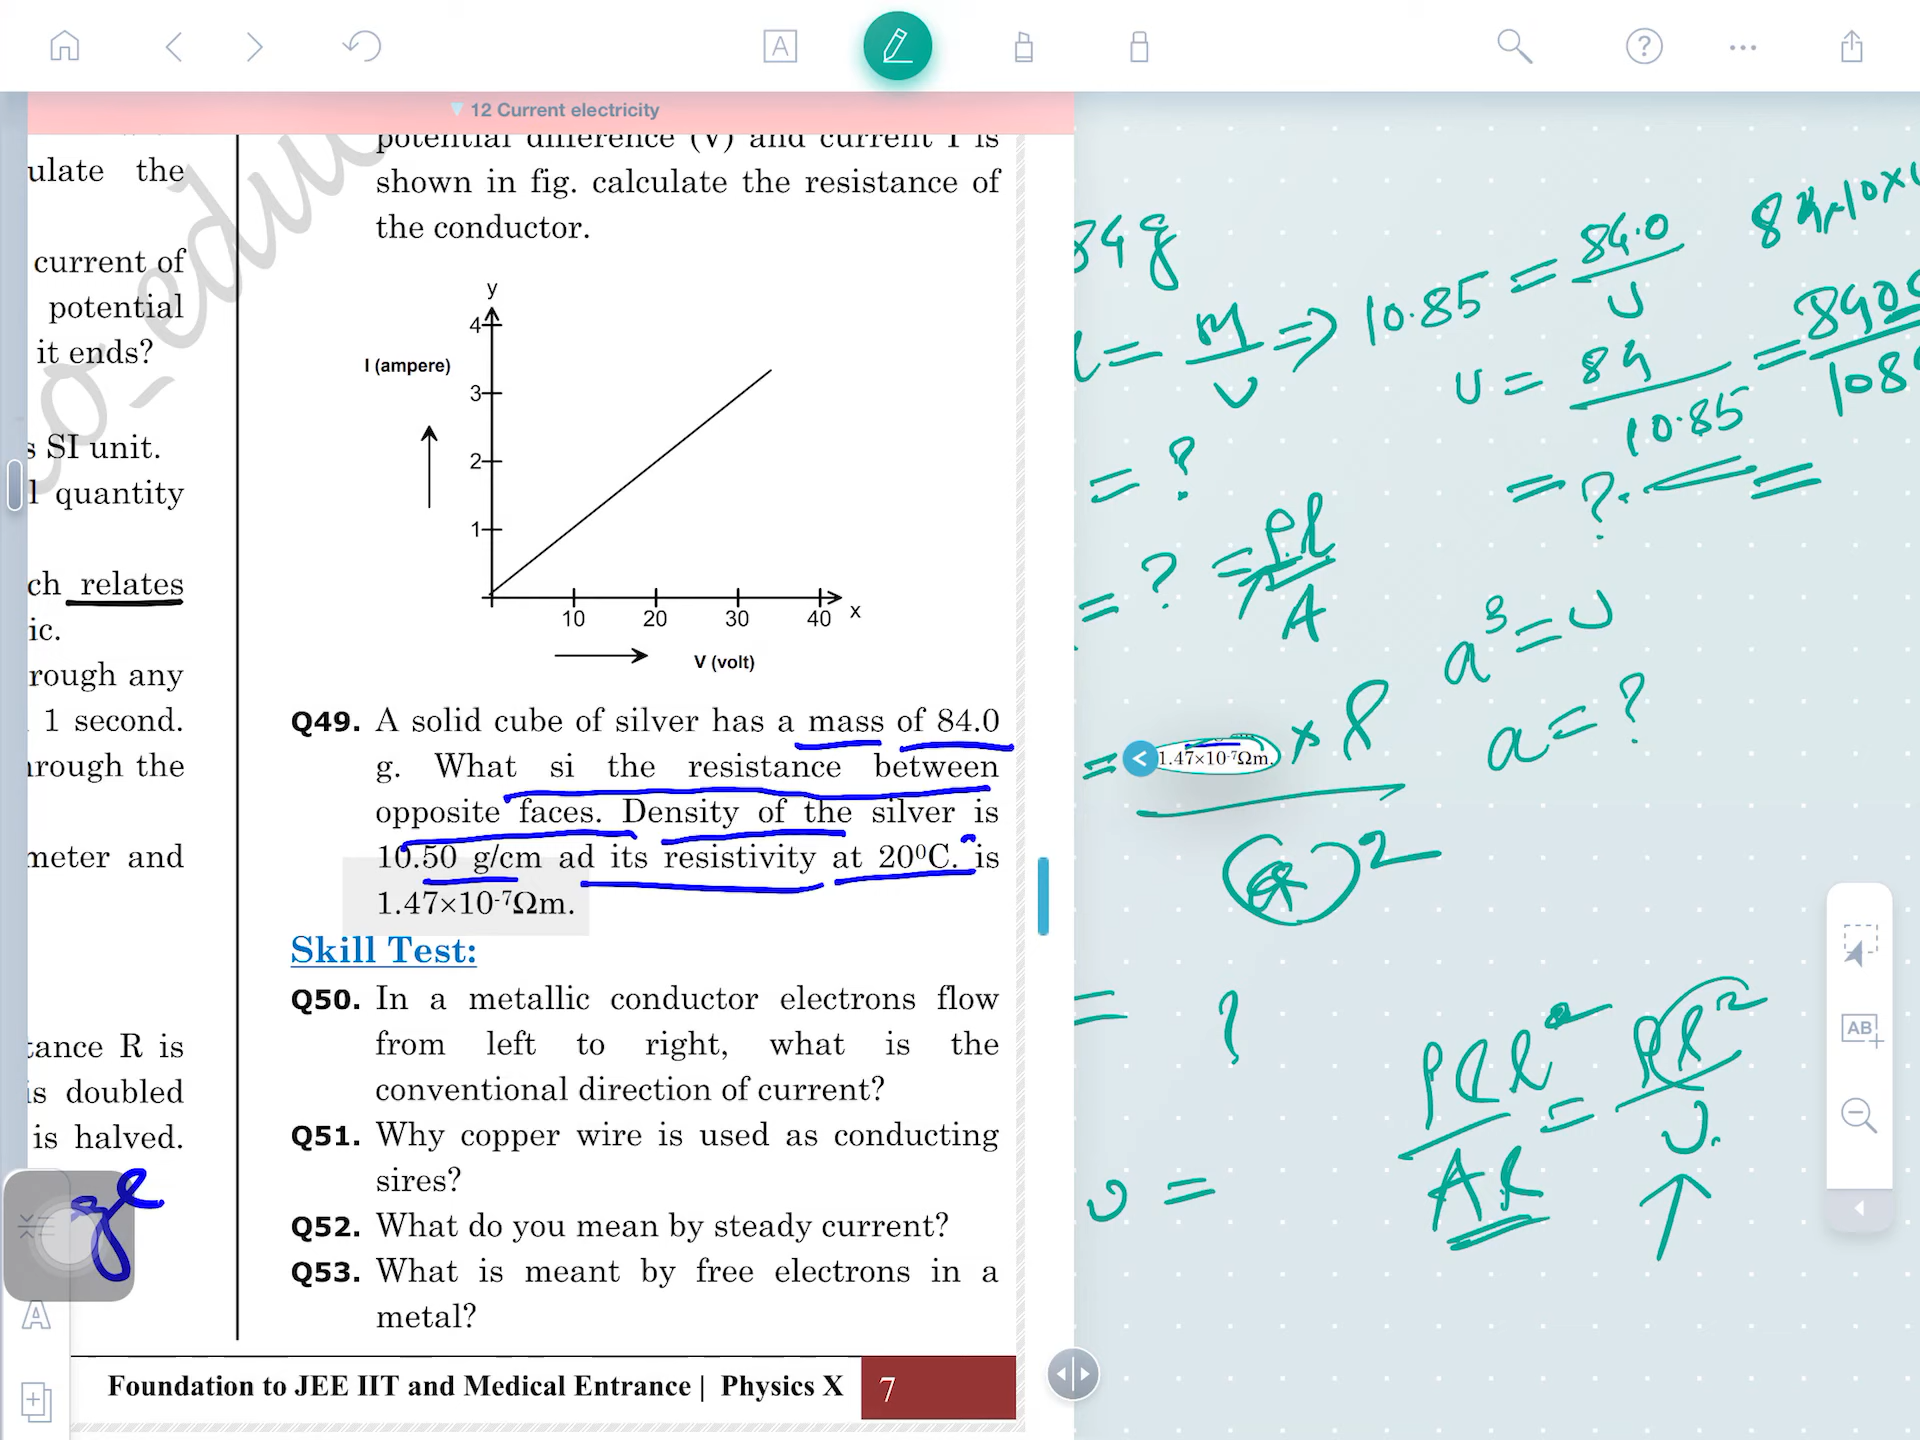 12 Current electricity
ulate the
current of
potential
it ends?
s SI unit.
l quantity
ch relates
ic.
rough any
1 second.
hrough the
meter and
tance R is
is doubled
is halved.
potential difference (V) and current I is
shown in fig. calculate the resistance of
the conductor.
y
4
I (ampere)
3
2
1
10 20 30 40 x
V (volt)
Q49. A solid cube of silver has a mass of 84.0
g. What si the resistance between
opposite faces. Density of the silver is
10.50 g/cm ad its resistivity at 20⁰C. is
1.47×10⁻⁷Ωm.
Skill Test:
Q50. In a metallic conductor electrons flow
from left to right, what is the
conventional direction of current?
Q51. Why copper wire is used as conducting
sires?
Q52. What do you mean by steady current?
Q53. What is meant by free electrons in a
metal?
Foundation to JEE IIT and Medical Entrance | Physics X 7
84 g
= M / V ⇒ 10.85 = 84.0 / V
V = 84 / 10.85 =
= ?
= ?
= ? = ρl / A
a³ = V
a = ?
= 1.47×10⁻⁷Ωm. × l
= ?
= ρl² / V
Al
V =
A
AB